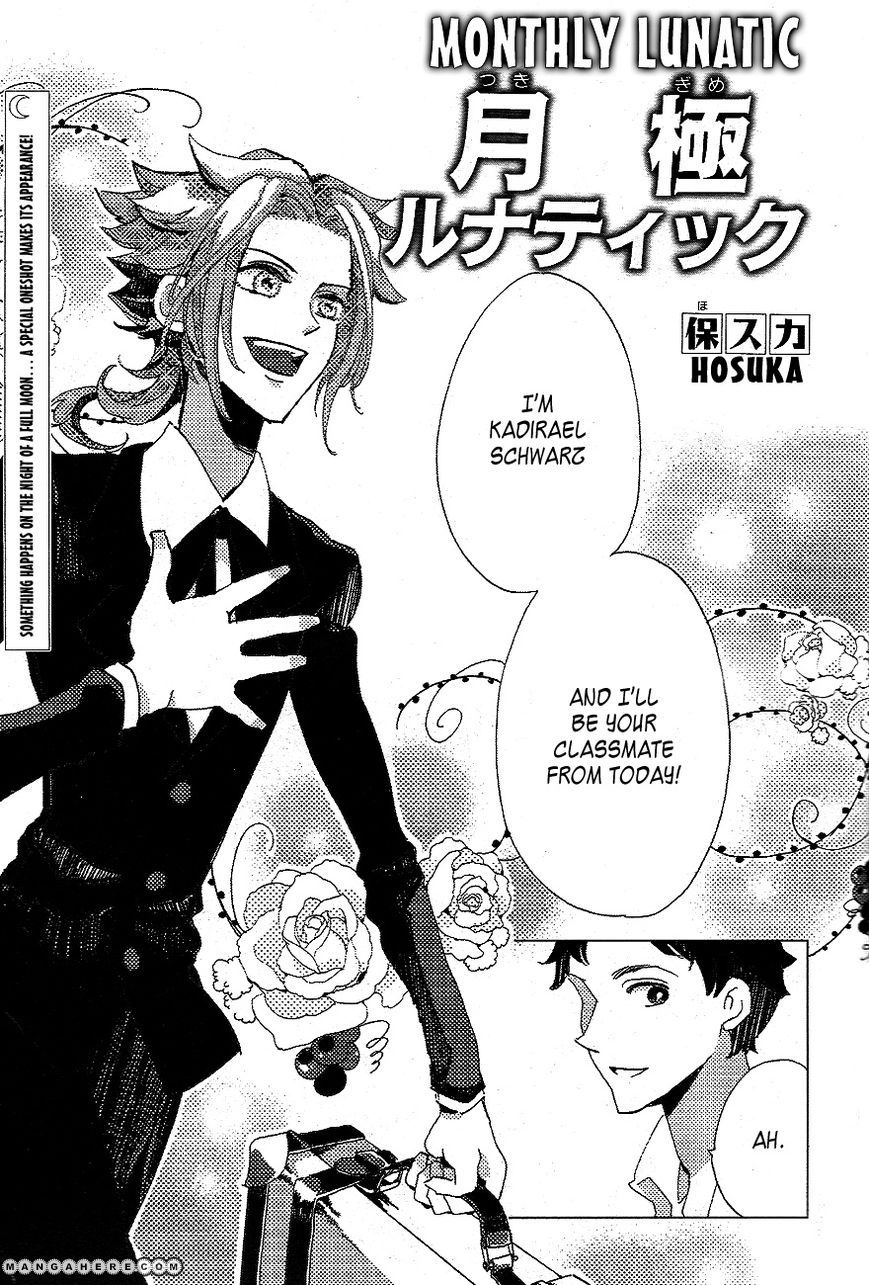 MONTHLY LUNATIC
つき ぎめ
月極
ルナティック
ほ
保スカ
HOSUKA
SOMETHING HAPPENS ON THE NIGHT OF A FULL MOON... A SPECIAL ONESHOT MAKES ITS APPEARANCE!
I'M
KADIRAEL
SCHWARZ
AND I'LL
BE YOUR
CLASSMATE
FROM TODAY!
AH.
MANGAHERE.COM